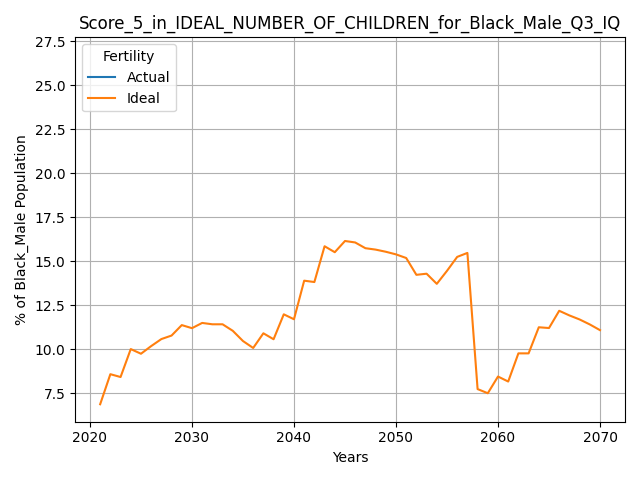 Score_5_in_IDEAL_NUMBER_OF_CHILDREN_for_Black_Male_Q3_IQ
27.5
25.0
22.5
20.0
17.5
15.0
12.5
10.0
7.5
% of Black_Male Population
Fertility
Actual
Ideal
2020 2030 2040 2050 2060 2070
Years